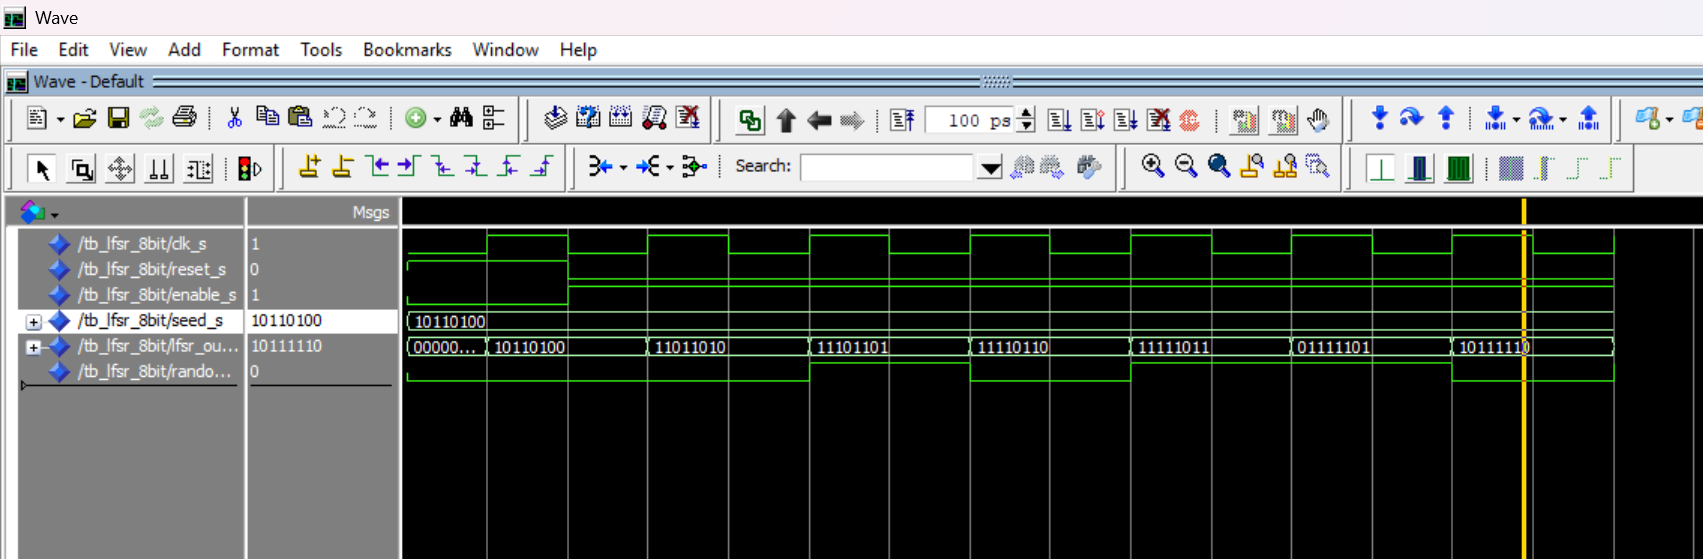 Wave
File Edit View Add Format Tools Bookmarks Window Help
Wave - Default
100 ps
Search:
Msgs
/tb_lfsr_8bit/clk_s 1
/tb_lfsr_8bit/reset_s 0
/tb_lfsr_8bit/enable_s 1
/tb_lfsr_8bit/seed_s 10110100 10110100
/tb_lfsr_8bit/lfsr_ou... 10111110 00000... 10110100 11011010 11101101 11110110 11111011 01111101 10111110
/tb_lfsr_8bit/rando... 0